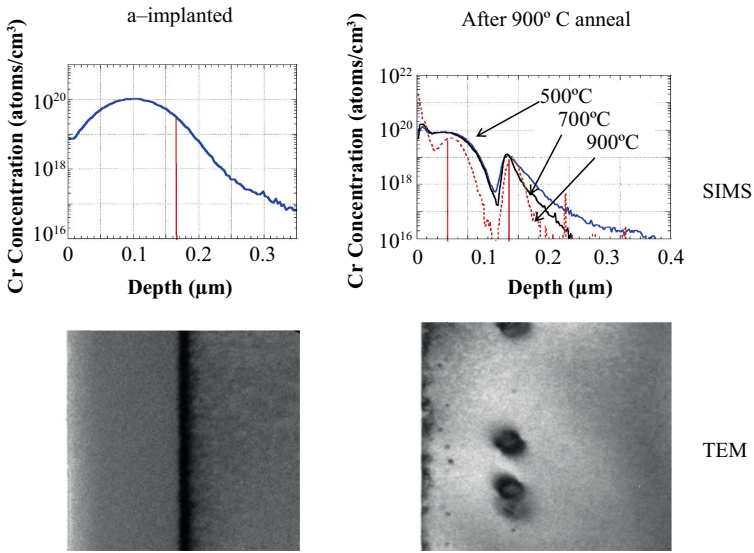 a–implanted
After 900º C anneal
Cr Concentration (atoms/cm³)
10²⁰
10¹⁸
10¹⁶
0
0.1
0.2
0.3
Depth (µm)
Cr Concentration (atoms/cm³)
10²²
10²⁰
10¹⁸
10¹⁶
500ºC
700ºC
900ºC
0
0.1
0.2
0.3
0.4
Depth (µm)
SIMS
TEM